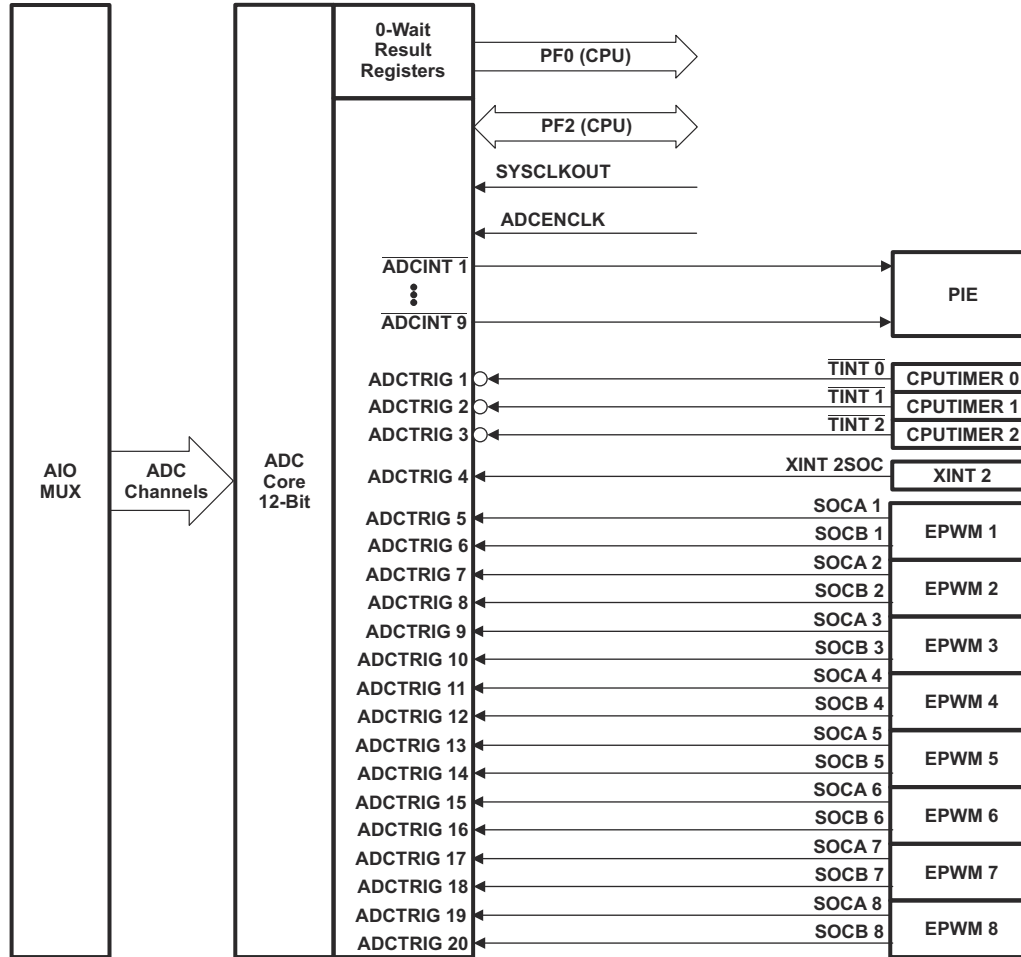 0-Wait
Result
Registers
PF0 (CPU)
PF2 (CPU)
SYSCLKOUT
ADCENCLK
ADCINT 1
ADCINT 9
PIE
AIO
MUX
ADC
Channels
ADC
Core
12-Bit
ADCTRIG 1
TINT 0
CPUTIMER 0
ADCTRIG 2
TINT 1
CPUTIMER 1
ADCTRIG 3
TINT 2
CPUTIMER 2
ADCTRIG 4
XINT 2SOC
XINT 2
ADCTRIG 5
SOCA 1
ADCTRIG 6
SOCB 1
EPWM 1
ADCTRIG 7
SOCA 2
ADCTRIG 8
SOCB 2
EPWM 2
ADCTRIG 9
SOCA 3
ADCTRIG 10
SOCB 3
EPWM 3
ADCTRIG 11
SOCA 4
ADCTRIG 12
SOCB 4
EPWM 4
ADCTRIG 13
SOCA 5
ADCTRIG 14
SOCB 5
EPWM 5
ADCTRIG 15
SOCA 6
ADCTRIG 16
SOCB 6
EPWM 6
ADCTRIG 17
SOCA 7
ADCTRIG 18
SOCB 7
EPWM 7
ADCTRIG 19
SOCA 8
ADCTRIG 20
SOCB 8
EPWM 8